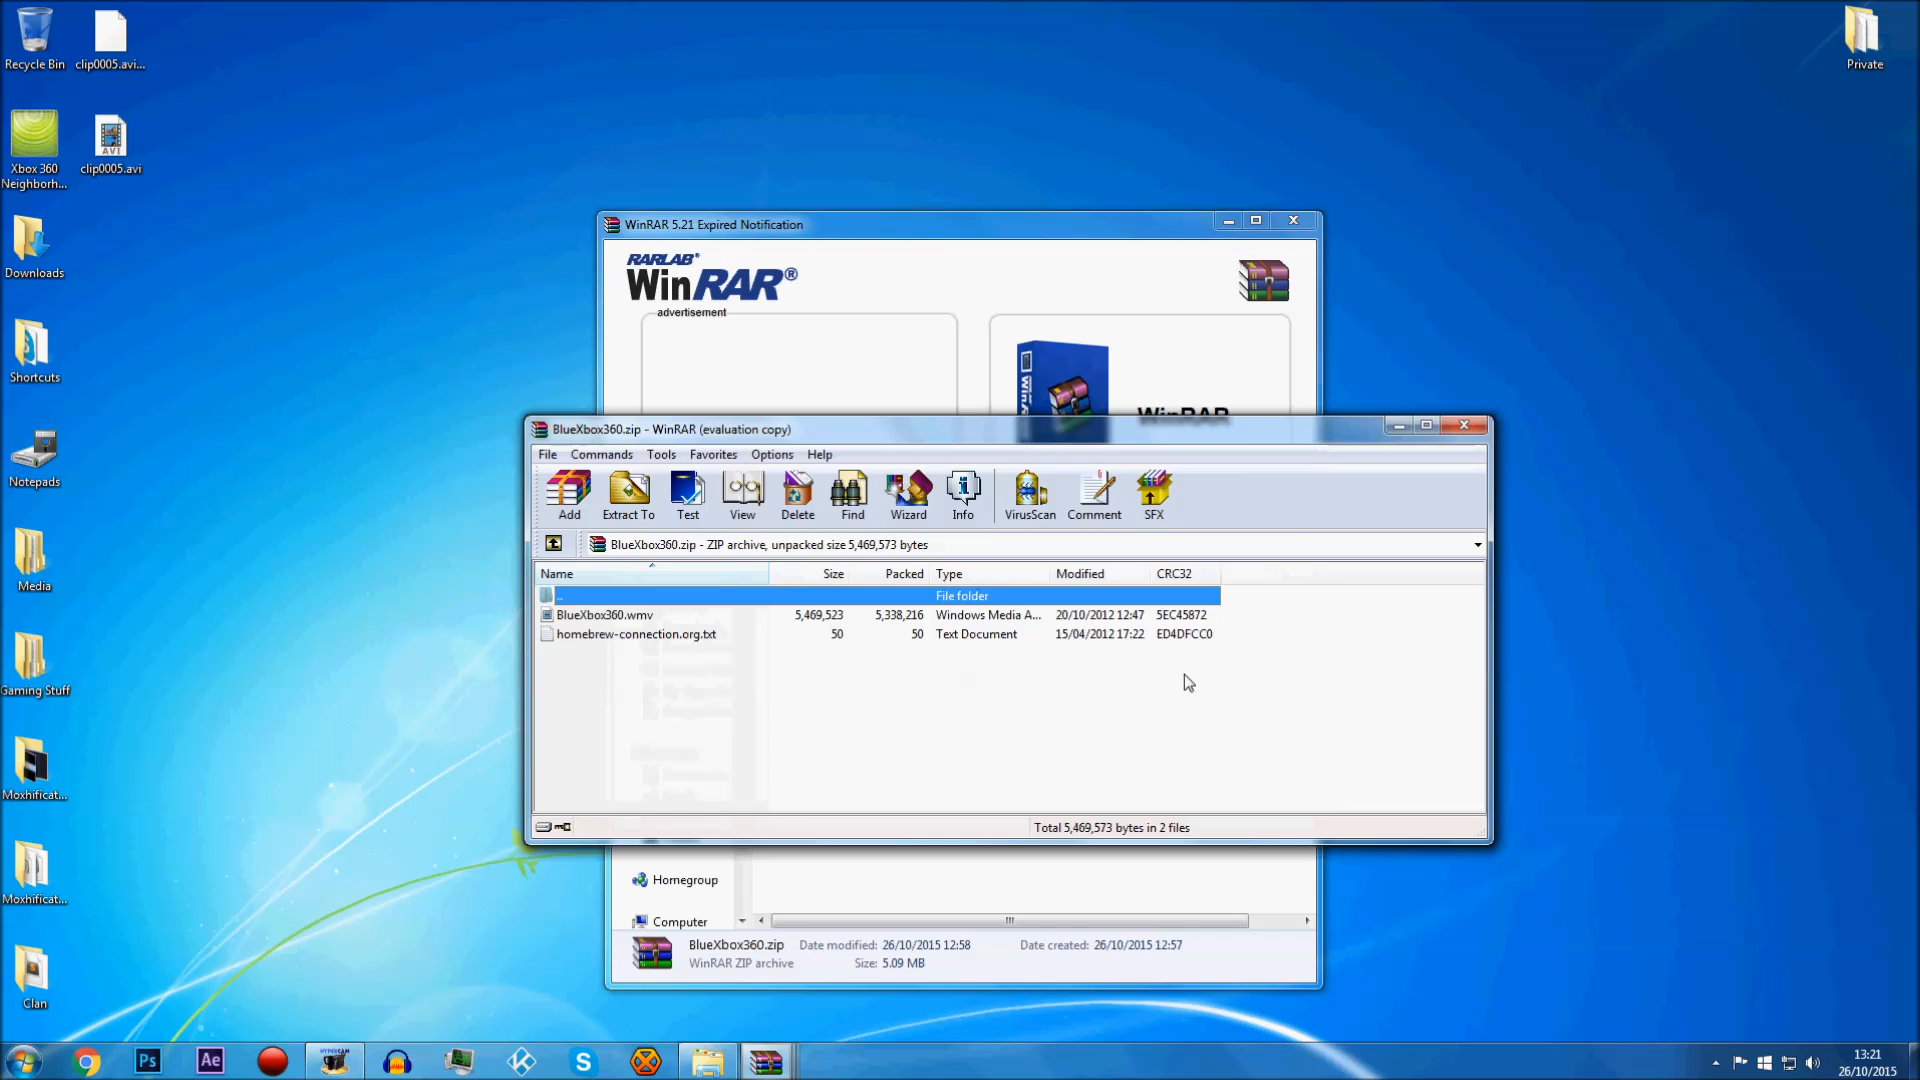 Recycle Bin
clip0005.avi...
Private
Xbox 360
Neighborh...
clip0005.avi
AVI
Downloads
Shortcuts
Notepads
Media
Gaming Stuff
Moxhificat...
Moxhificat...
Clan
WinRAR 5.21 Expired Notification
RARLAB®
WinRAR®
advertisement
WinRAR
BlueXbox360.zip - WinRAR (evaluation copy)
File Commands Tools Favorites Options Help
Add Extract To Test View Delete Find Wizard Info VirusScan Comment SFX
BlueXbox360.zip - ZIP archive, unpacked size 5,469,573 bytes
Name Size Packed Type Modified CRC32
.. File folder
BlueXbox360.wmv 5,469,523 5,338,216 Windows Media A... 20/10/2012 12:47 5EC45872
homebrew-connection.org.txt 50 50 Text Document 15/04/2012 17:22 ED4DFCC0
Total 5,469,573 bytes in 2 files
Homegroup
Computer
BlueXbox360.zip Date modified: 26/10/2015 12:58 Date created: 26/10/2015 12:57
WinRAR ZIP archive Size: 5.09 MB
Ps
Ae
HYPERCAM
S
13:21
26/10/2015